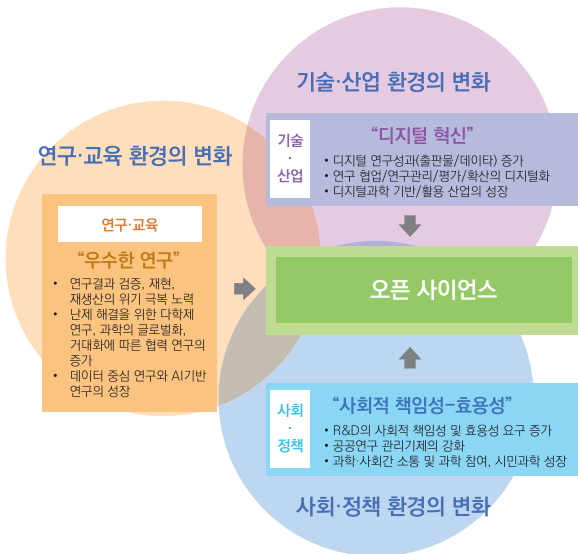 기술·산업 환경의 변화
기술
·
산업
“디지털 혁신”
• 디지털 연구성과(출판물/데이타) 증가
• 연구 협업/연구관리/평가/확산의 디지털화
• 디지털과학 기반/활용 산업의 성장
연구·교육 환경의 변화
연구·교육
“우수한 연구”
• 연구결과 검증, 재현,
재생산의 위기 극복 노력
• 난제 해결을 위한 다학제
연구, 과학의 글로벌화,
거대화에 따른 협력 연구의
증가
• 데이터 중심 연구와 AI기반
연구의 성장
오픈 사이언스
사회
·
정책
“사회적 책임성-효용성”
• R&D의 사회적 책임성 및 효용성 요구 증가
• 공공연구 관리기제의 강화
• 과학·사회간 소통 및 과학 참여, 시민과학 성장
사회·정책 환경의 변화